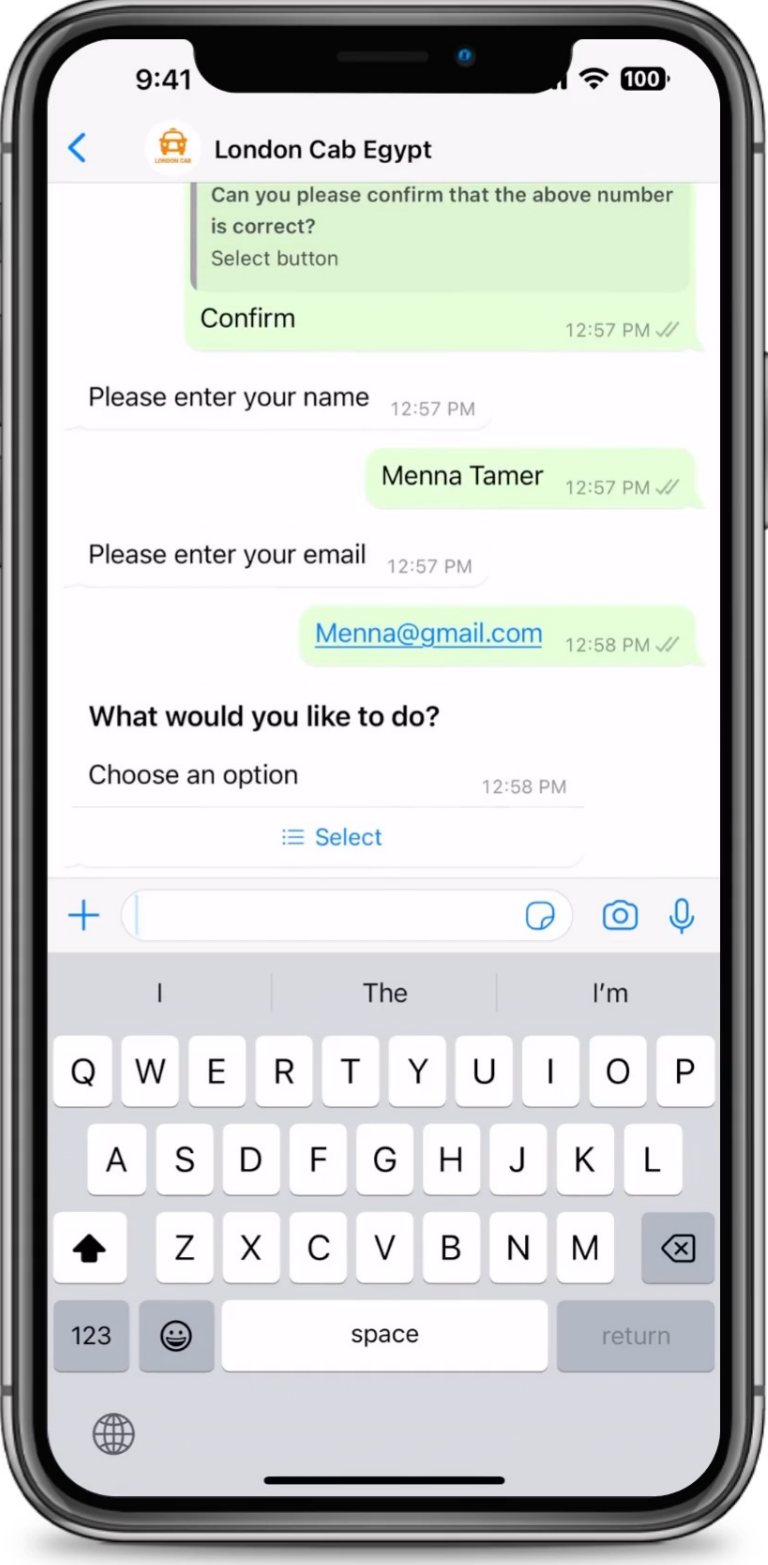 9:41
100
London Cab Egypt
LONDON CAB
Can you please confirm that the above number
is correct?
Select button
Confirm
12:57 PM
Please enter your name
12:57 PM
Menna Tamer
12:57 PM
Please enter your email
12:57 PM
Menna@gmail.com
12:58 PM
What would you like to do?
Choose an option
12:58 PM
Select
I The I'm
Q W E R T Y U I O P
A S D F G H J K L
Z X C V B N M
123 space return